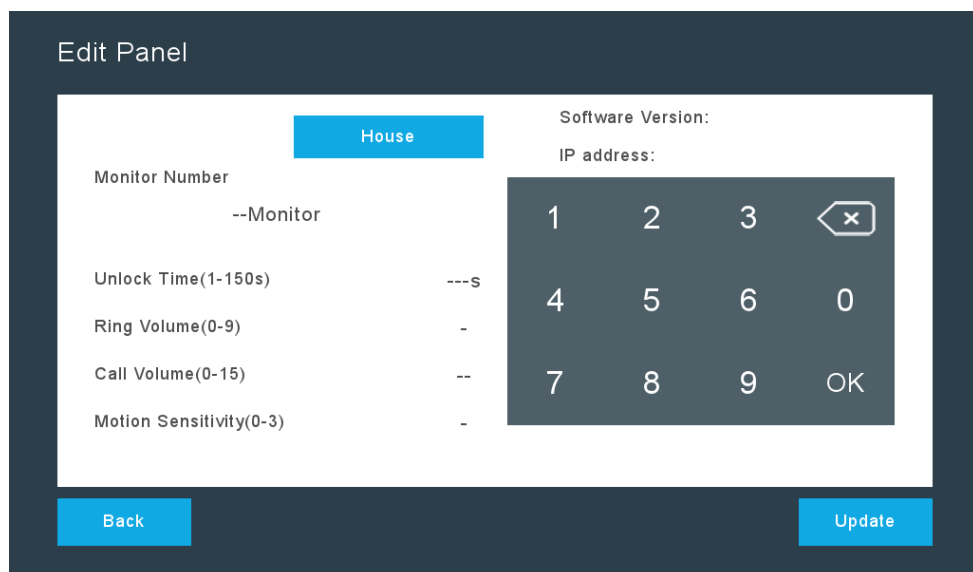 Edit Panel
House
Monitor Number
--Monitor
Unlock Time(1-150s) ---s
Ring Volume(0-9) -
Call Volume(0-15) --
Motion Sensitivity(0-3) -
Software Version:
IP address:
1 2 3
4 5 6 0
7 8 9 OK
Back Update